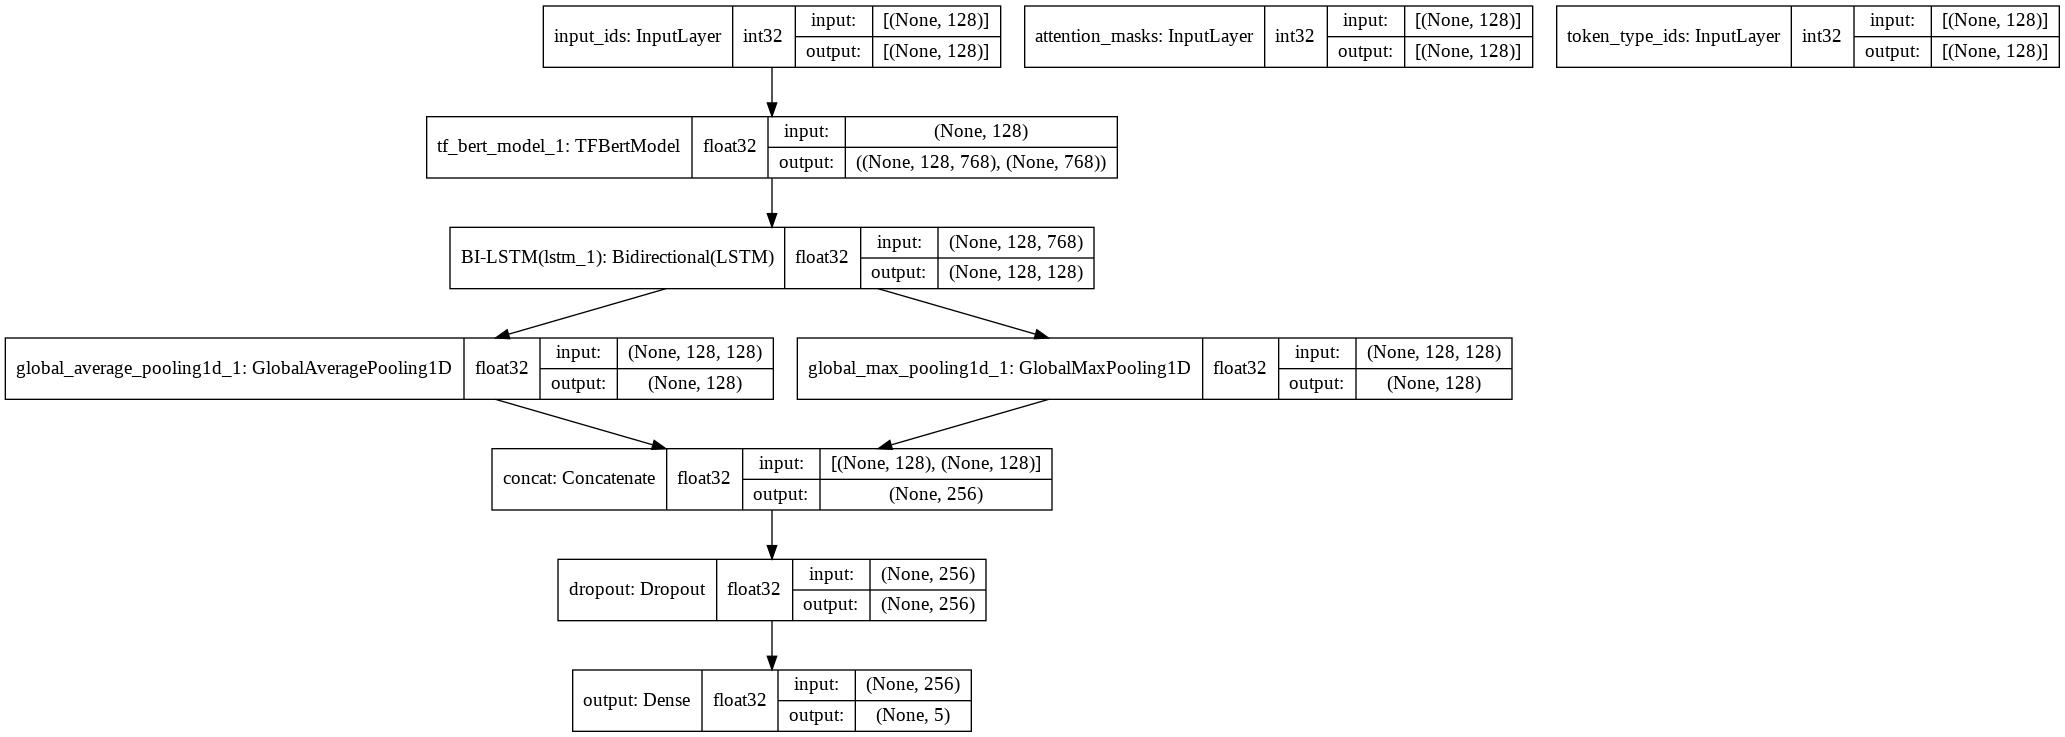 input_ids: InputLayer int32 input: [(None, 128)]
output: [(None, 128)]
attention_masks: InputLayer int32 input: [(None, 128)]
output: [(None, 128)]
token_type_ids: InputLayer int32 input: [(None, 128)]
output: [(None, 128)]
tf_bert_model_1: TFBertModel float32 input: (None, 128)
output: ((None, 128, 768), (None, 768))
BI-LSTM(lstm_1): Bidirectional(LSTM) float32 input: (None, 128, 768)
output: (None, 128, 128)
global_average_pooling1d_1: GlobalAveragePooling1D float32 input: (None, 128, 128)
output: (None, 128)
global_max_pooling1d_1: GlobalMaxPooling1D float32 input: (None, 128, 128)
output: (None, 128)
concat: Concatenate float32 input: [(None, 128), (None, 128)]
output: (None, 256)
dropout: Dropout float32 input: (None, 256)
output: (None, 256)
output: Dense float32 input: (None, 256)
output: (None, 5)